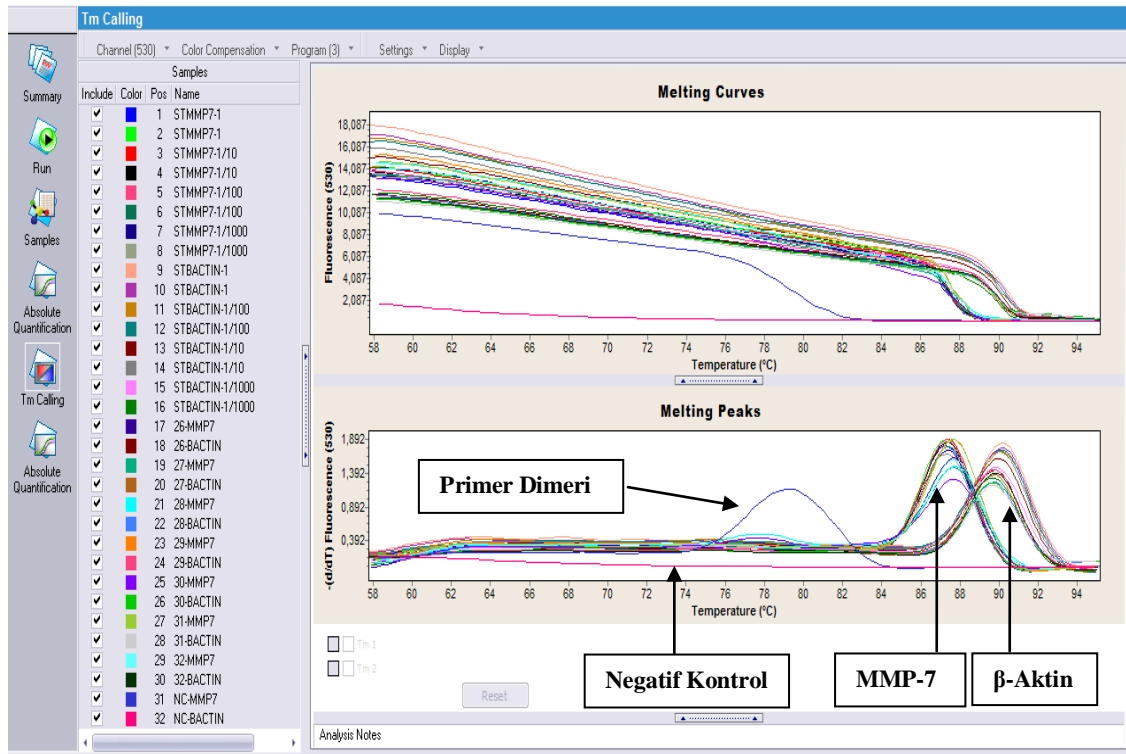 Tm Calling
Channel (530) Color Compensation Program (3) Settings Display
Summary
Run
Samples
Absolute
Quantification
Tm Calling
Absolute
Quantification
Samples
Include Color Pos Name
1 STMMP7-1
2 STMMP7-1
3 STMMP7-1/10
4 STMMP7-1/10
5 STMMP7-1/100
6 STMMP7-1/100
7 STMMP7-1/1000
8 STMMP7-1/1000
9 STBACTIN-1
10 STBACTIN-1
11 STBACTIN-1/100
12 STBACTIN-1/100
13 STBACTIN-1/10
14 STBACTIN-1/10
15 STBACTIN-1/1000
16 STBACTIN-1/1000
17 26-MMP7
18 26-BACTIN
19 27-MMP7
20 27-BACTIN
21 28-MMP7
22 28-BACTIN
23 29-MMP7
24 29-BACTIN
25 30-MMP7
26 30-BACTIN
27 31-MMP7
28 31-BACTIN
29 32-MMP7
30 32-BACTIN
31 NC-MMP7
32 NC-BACTIN
Melting Curves
Fluorescence (530)
18,087
16,087
14,087
12,087
10,087
8,087
6,087
4,087
2,087
58 60 62 64 66 68 70 72 74 76 78 80 82 84 86 88 90 92 94
Temperature (°C)
Melting Peaks
-(d/dT) Fluorescence (530)
1,892
1,392
0,892
0,392
Primer Dimeri
58 60 62 64 66 68 70 72 74 76 78 80 82 84 86 88 90 92 94
Temperature (°C)
Tm 1
Tm 2
Reset
Negatif Kontrol
MMP-7
β-Aktin
Analysis Notes